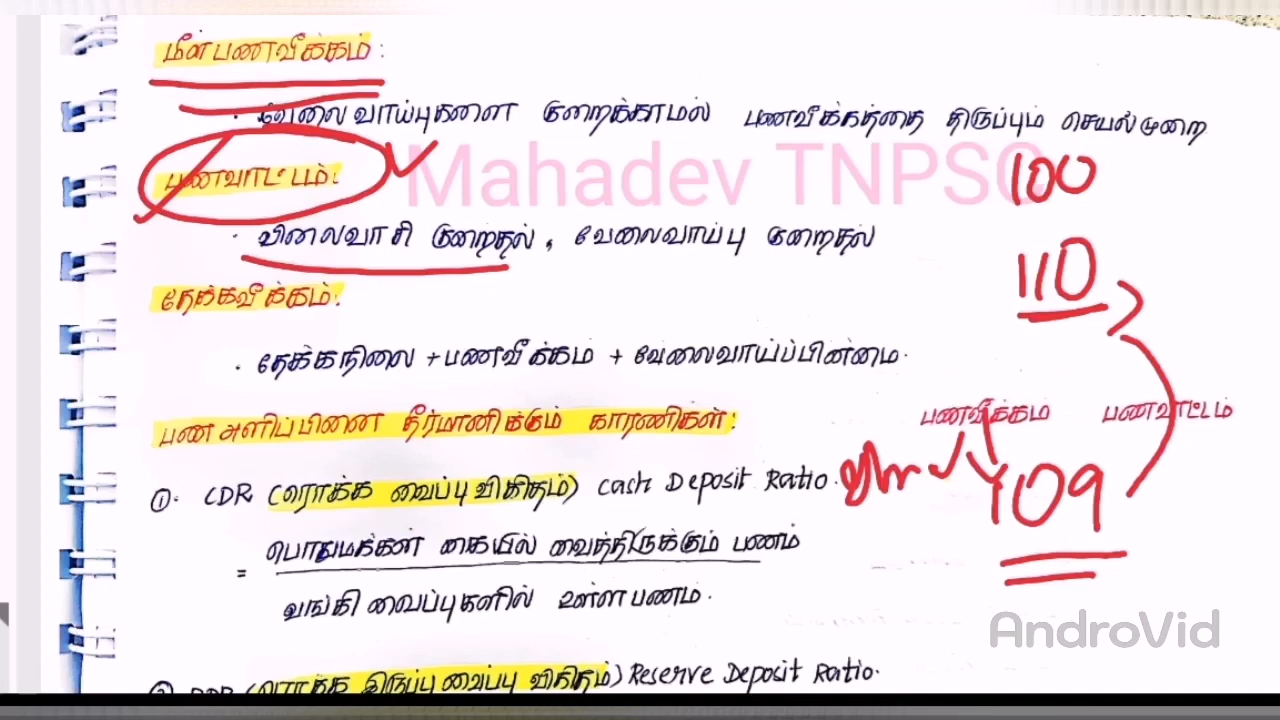 மீள்பணவீக்கம்:
· வேலை வாய்புகளை குறைக்காமல் பணவீக்கத்தை திருப்பும் செயல்முறை
100
Mahadev TNPSC
பணவாட்டம்:
· விலைவாசி குறைதல், வேலைவாய்பு குறைதல்
110
தேக்கவீக்கம்:
· தேக்கநிலை + பணவீக்கம் + வேலைவாய்ப்பின்மை.
பணவீக்கம் பணவாட்டம்
பண அளிப்பினை தீர்மானிக்கும் காரணிகள்:
①. CDR (ரொக்க வைப்பு விகிதம்) Cash Deposit Ratio.
109
= பொதுமக்கள் கையில் வைத்திருக்கும் பணம்
வங்கி வைப்புகளில் உள்ள பணம்.
AndroVid
(ரொக்க இருப்பு வைப்பு விகிதம்) Reserve Deposit Ratio.